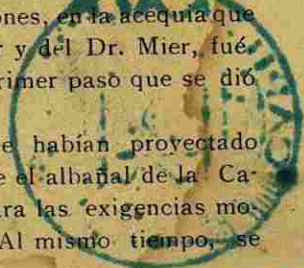 ones, en la acequia que
r y del Dr. Mier, fué,
rimer paso que se dió
e habían proyectado
e el albañal de la Ca-
ara las exigencias mo-
Al mismo tiempo, se